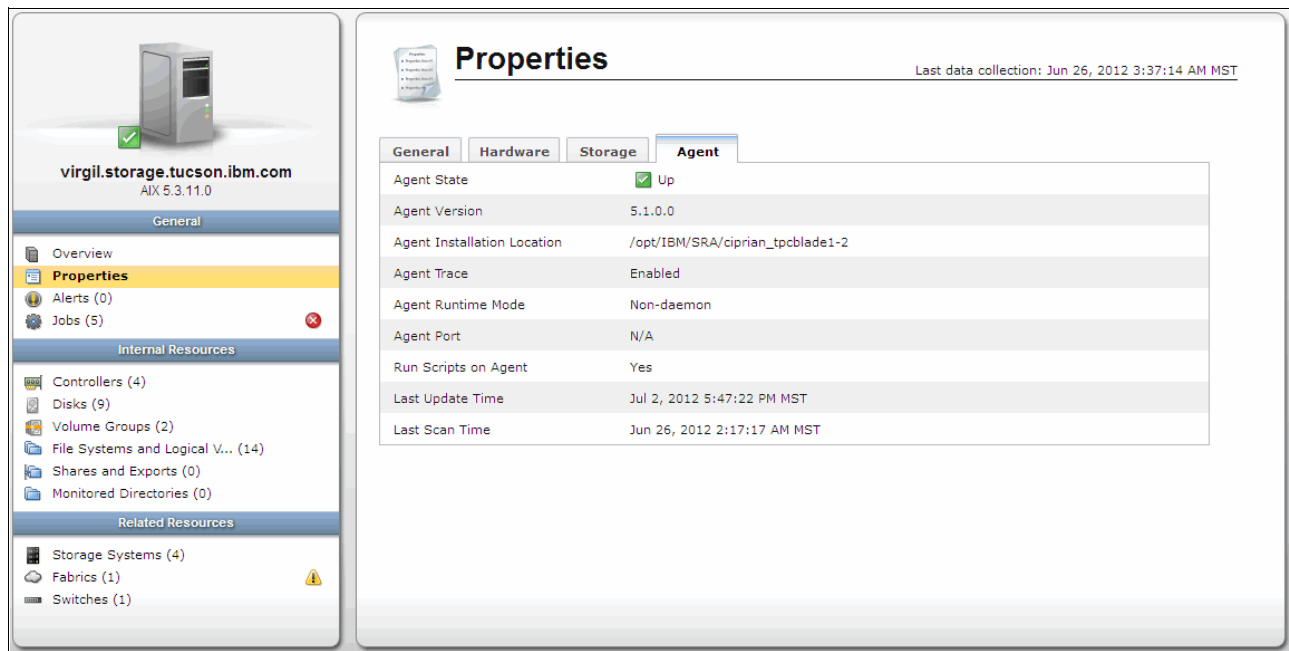 virgil.storage.tucson.ibm.com
AIX 5.3.11.0
General
Overview
Properties
Alerts (0)
Jobs (5)
Internal Resources
Controllers (4)
Disks (9)
Volume Groups (2)
File Systems and Logical V... (14)
Shares and Exports (0)
Monitored Directories (0)
Related Resources
Storage Systems (4)
Fabrics (1)
Switches (1)
Properties
Last data collection: Jun 26, 2012 3:37:14 AM MST
General Hardware Storage Agent
Agent State Up
Agent Version 5.1.0.0
Agent Installation Location /opt/IBM/SRA/ciprian_tpcblade1-2
Agent Trace Enabled
Agent Runtime Mode Non-daemon
Agent Port N/A
Run Scripts on Agent Yes
Last Update Time Jul 2, 2012 5:47:22 PM MST
Last Scan Time Jun 26, 2012 2:17:17 AM MST